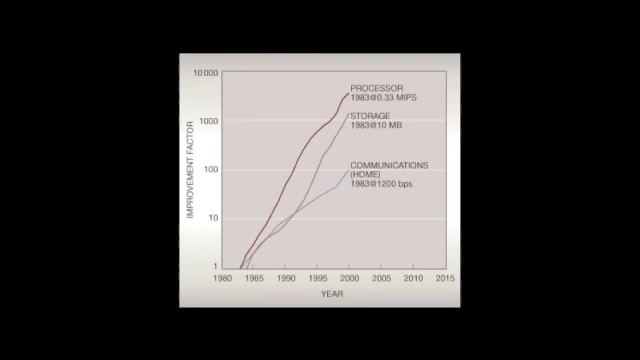 10 000
PROCESSOR
1983@0.33 MIPS
1000
STORAGE
1983@10 MB
IMPROVEMENT FACTOR
COMMUNICATIONS
100
(HOME)
1983@1200 bps
10
1
1980 1985 1990 1995 2000 2005 2010 2015
YEAR